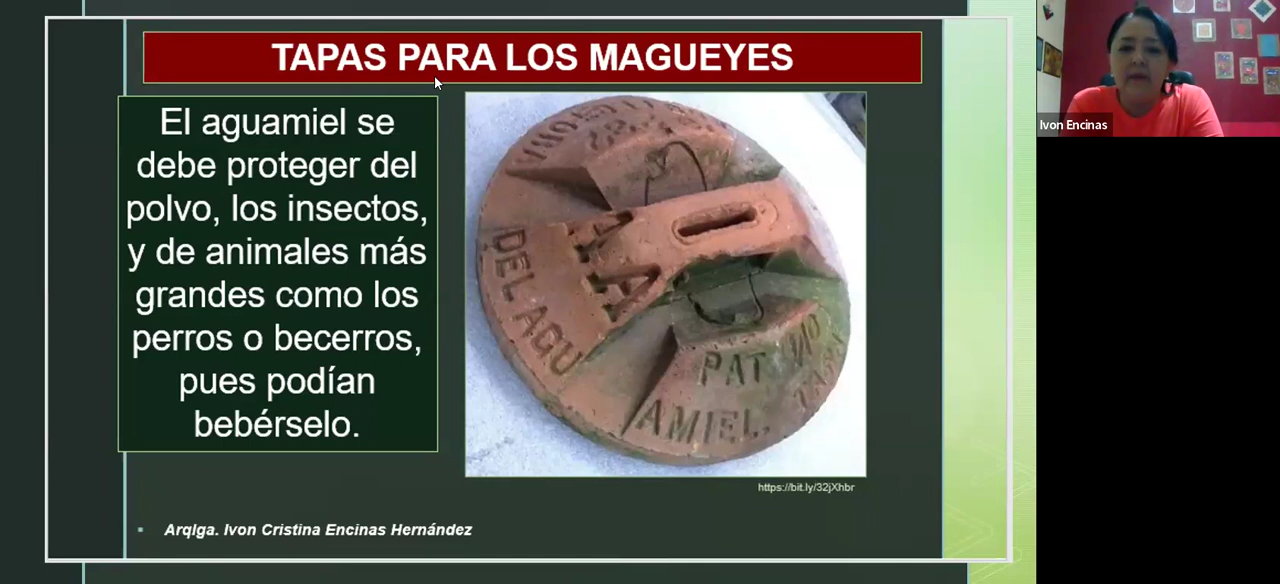 TAPAS PARA LOS MAGUEYES
El aguamiel se
debe proteger del
polvo, los insectos,
y de animales más
grandes como los
perros o becerros,
pues podían
bebérselo.
DEL AGU
PAT
AMIEL.
https://bit.ly/32jXhbr
Arqlga. Ivon Cristina Encinas Hernández
Ivon Encinas